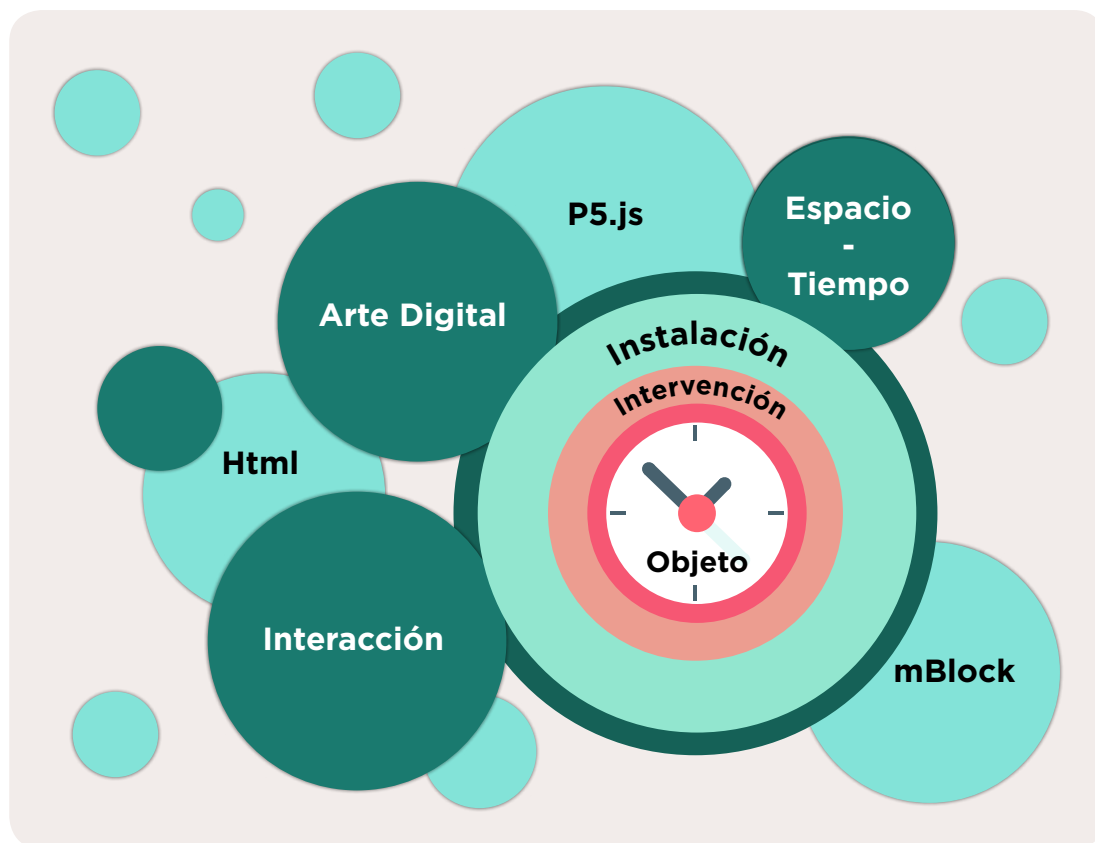 P5.js
Espacio
-
Tiempo
Arte Digital
Instalación
Intervención
Html
Objeto
Interacción
mBlock